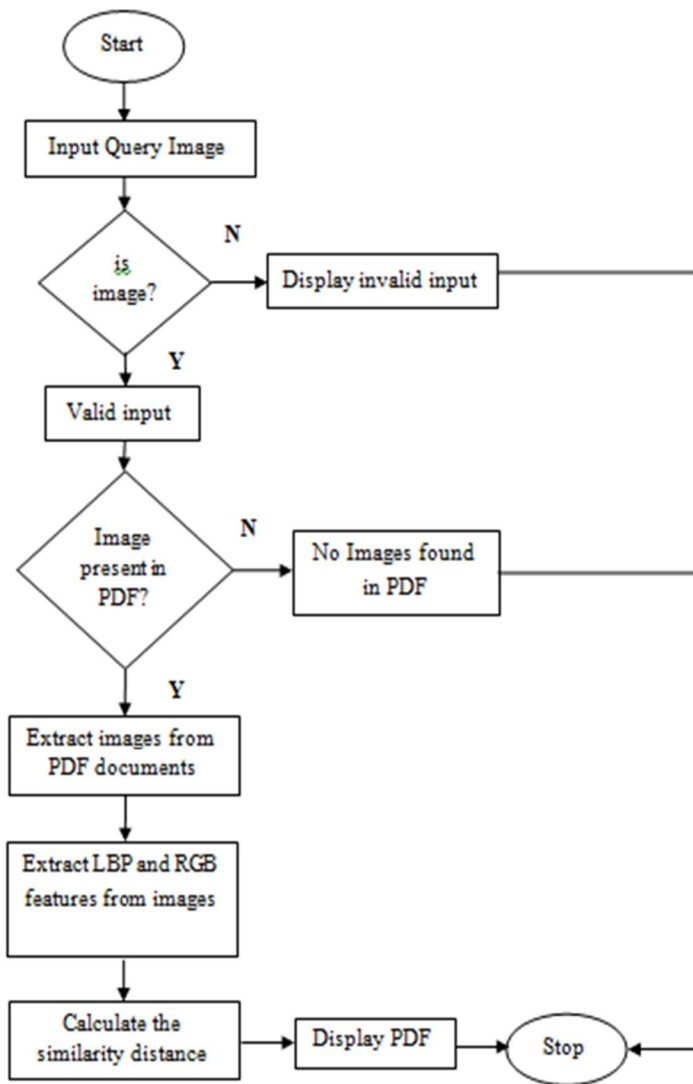 Start
Input Query Image
is
image?
N
Display invalid input
Y
Valid input
Image
present in
PDF?
N
No Images found
in PDF
Y
Extract images from
PDF documents
Extract LBP and RGB
features from images
Calculate the
similarity distance
Display PDF
Stop